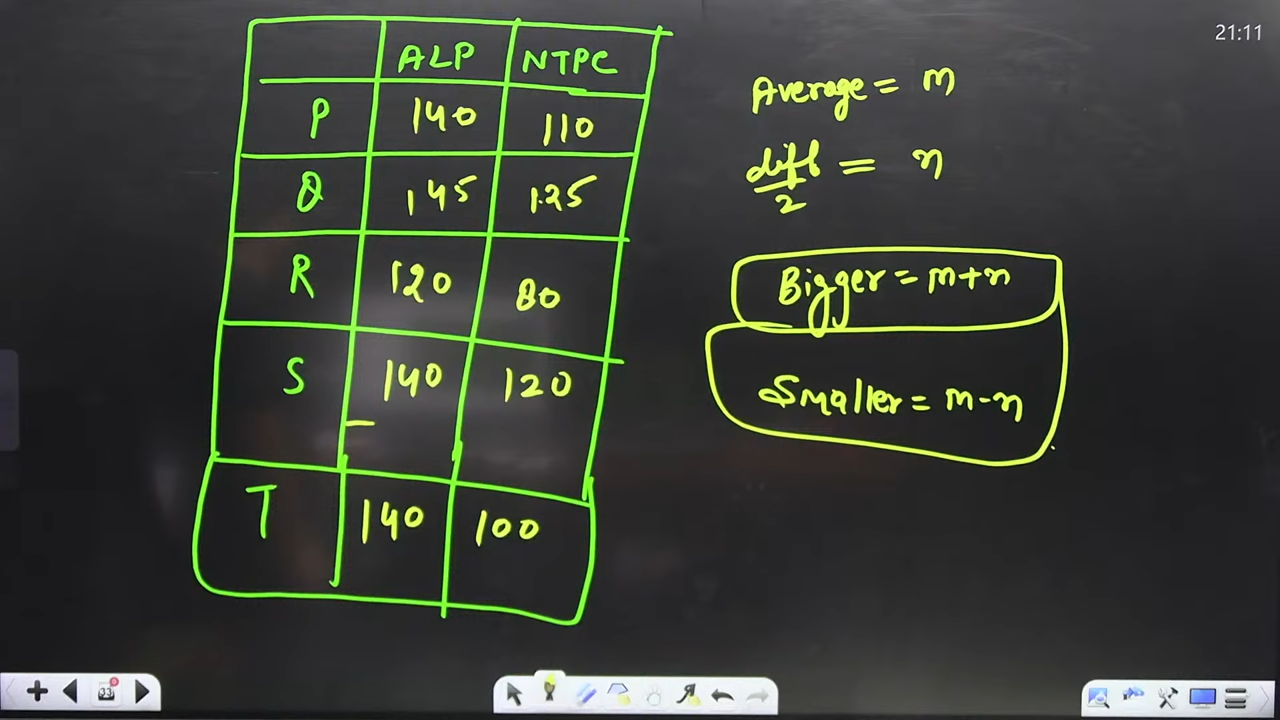 21:11
ALP NTPC
P 140 110
Q 145 125
R 120 80
S 140 120
T 140 100
Average = m
diff/2 = n
Bigger = m+n
Smaller = m-n
33